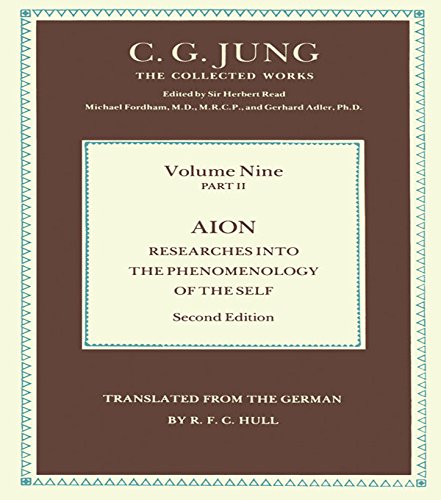 C. G. JUNG
THE COLLECTED WORKS
Edited by Sir Herbert Read
Michael Fordham, M.D., M.R.C.P., and Gerhard Adler, Ph.D.
Volume Nine
PART II
AION
RESEARCHES INTO
THE PHENOMENOLOGY
OF THE SELF
Second Edition
TRANSLATED FROM THE GERMAN
BY R. F. C. HULL